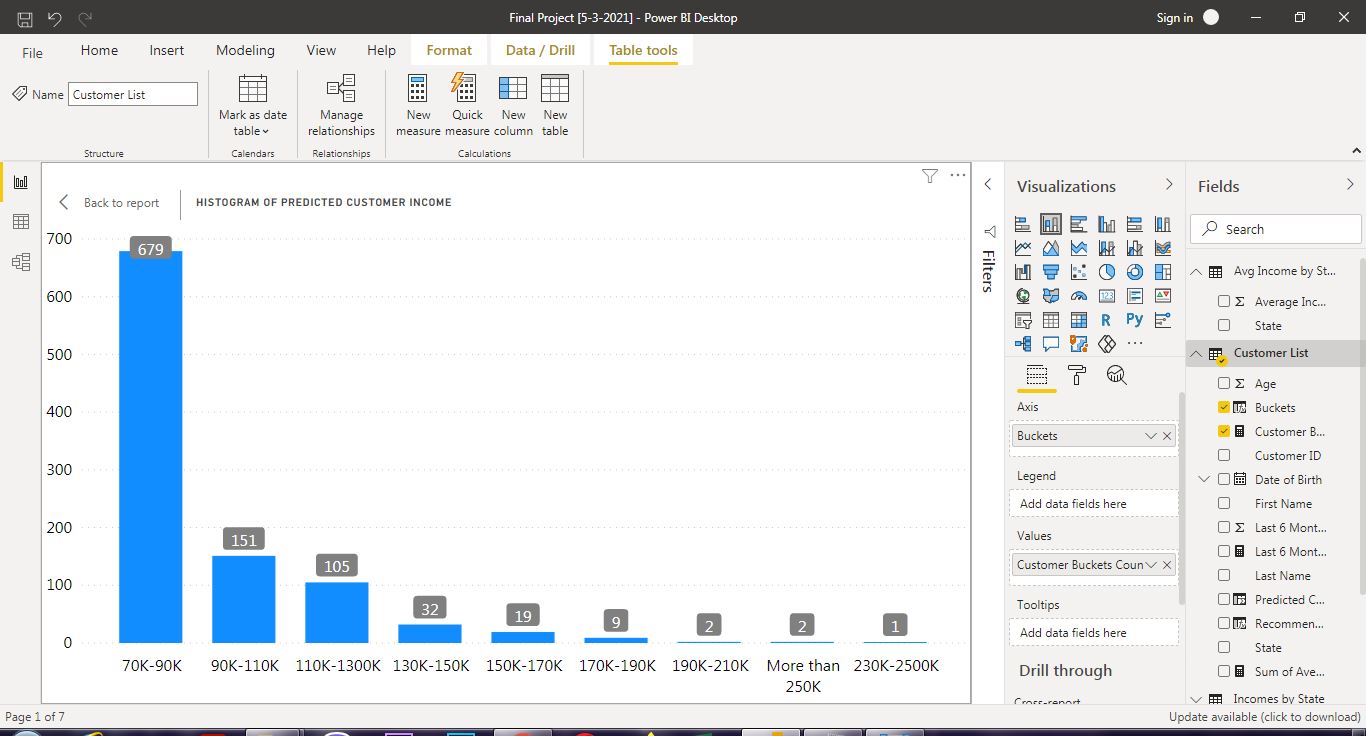 Final Project [5-3-2021] - Power BI Desktop
Sign in
File
Home
Insert
Modeling
View
Help
Format
Data / Drill
Table tools
Name
Customer List
Mark as date
table
Manage
relationships
New
measure
Quick
measure
New
column
New
table
Structure
Calendars
Relationships
Calculations
Back to report
HISTOGRAM OF PREDICTED CUSTOMER INCOME
700
600
500
400
300
200
100
0
679
151
105
32
19
9
2
2
1
70K-90K
90K-110K
110K-1300K
130K-150K
150K-170K
170K-190K
190K-210K
More than
250K
230K-2500K
Filters
Visualizations
123
R
Py
Axis
Buckets
Legend
Add data fields here
Values
Customer Buckets Coun
Tooltips
Add data fields here
Drill through
Cross-report
Fields
Search
Avg Income by St...
Σ Average Inc...
State
Customer List
Σ Age
Buckets
Customer B...
Customer ID
Date of Birth
First Name
Σ Last 6 Mont...
Last 6 Mont...
Last Name
Predicted C...
Recommen...
State
Sum of Ave...
Incomes by State
Page 1 of 7
Update available (click to download)